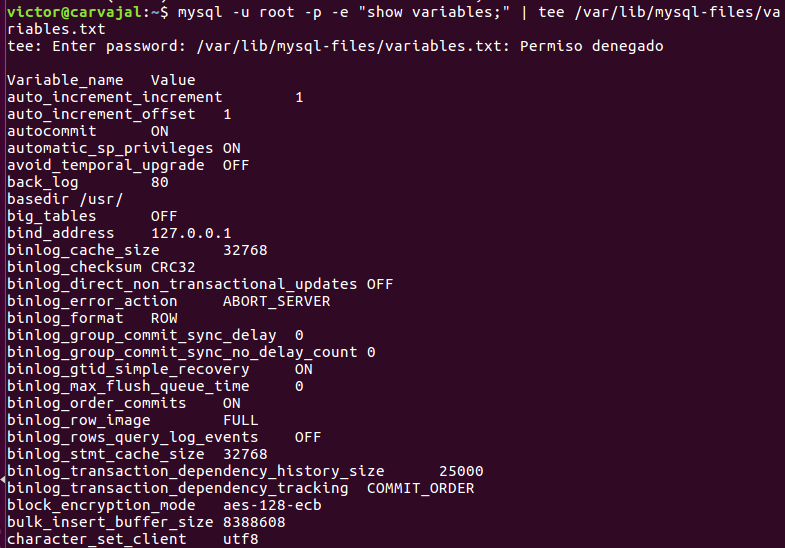 victor@carvajal:~$ mysql -u root -p -e "show variables;" | tee /var/lib/mysql-files/va
riables.txt
tee: Enter password: /var/lib/mysql-files/variables.txt: Permiso denegado
Variable_name Value
auto_increment_increment 1
auto_increment_offset 1
autocommit ON
automatic_sp_privileges ON
avoid_temporal_upgrade OFF
back_log 80
basedir /usr/
big_tables OFF
bind_address 127.0.0.1
binlog_cache_size 32768
binlog_checksum CRC32
binlog_direct_non_transactional_updates OFF
binlog_error_action ABORT_SERVER
binlog_format ROW
binlog_group_commit_sync_delay 0
binlog_group_commit_sync_no_delay_count 0
binlog_gtid_simple_recovery ON
binlog_max_flush_queue_time 0
binlog_order_commits ON
binlog_row_image FULL
binlog_rows_query_log_events OFF
binlog_stmt_cache_size 32768
binlog_transaction_dependency_history_size 25000
binlog_transaction_dependency_tracking COMMIT_ORDER
block_encryption_mode aes-128-ecb
bulk_insert_buffer_size 8388608
character_set_client utf8